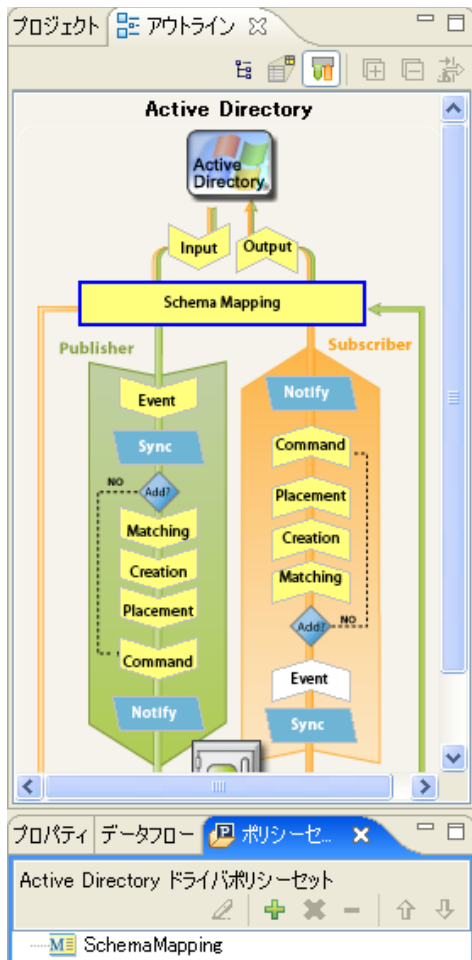 プロジェクト アウトライン
Active Directory
Active
Directory
Input Output
Schema Mapping
Publisher
Subscriber
Event
Sync
NO
Add?
Matching
Creation
Placement
Command
Notify
Notify
Command
Placement
Creation
Matching
Add?
NO
Event
Sync
プロパティ データフロー ポリシーセ...
Active Directory ドライバポリシーセット
SchemaMapping